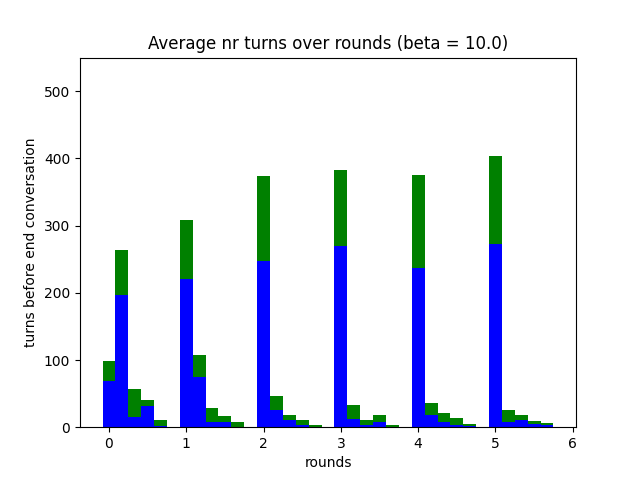 Average nr turns over rounds (beta = 10.0)
turns before end conversation
500
400
300
200
100
0
0 1 2 3 4 5 6
rounds